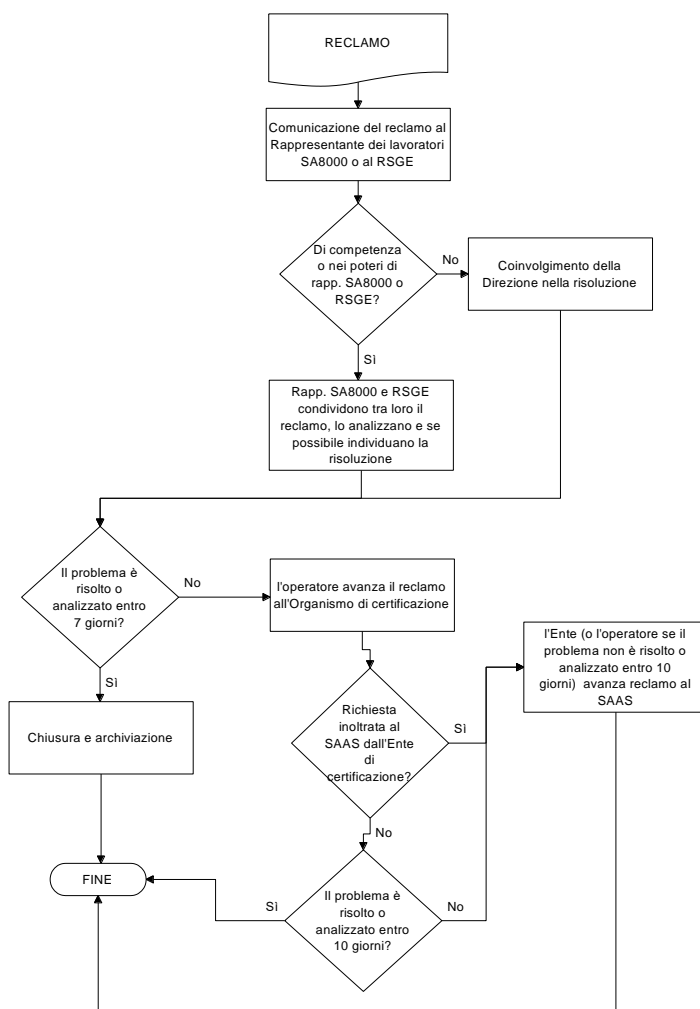 RECLAMO
Comunicazione del reclamo al
Rappresentante dei lavoratori
SA8000 o al RSGE
Di competenza
o nei poteri di
rapp. SA8000 o
RSGE?
No
Coinvolgimento della
Direzione nella risoluzione
Sì
Rapp. SA8000 e RSGE
condividono tra loro il
reclamo, lo analizzano e se
possibile individuano la
risoluzione
Il problema è
risolto o
analizzato entro
7 giorni?
No
l'operatore avanza il reclamo
all'Organismo di certificazione
l'Ente (o l'operatore se il
problema non è risolto o
analizzato entro 10
giorni) avanza reclamo al
SAAS
Sì
Chiusura e archiviazione
Richiesta
inoltrata al
SAAS dall'Ente
di
certificazione?
Sì
No
FINE
Sì
Il problema è
risolto o
analizzato entro
10 giorni?
No